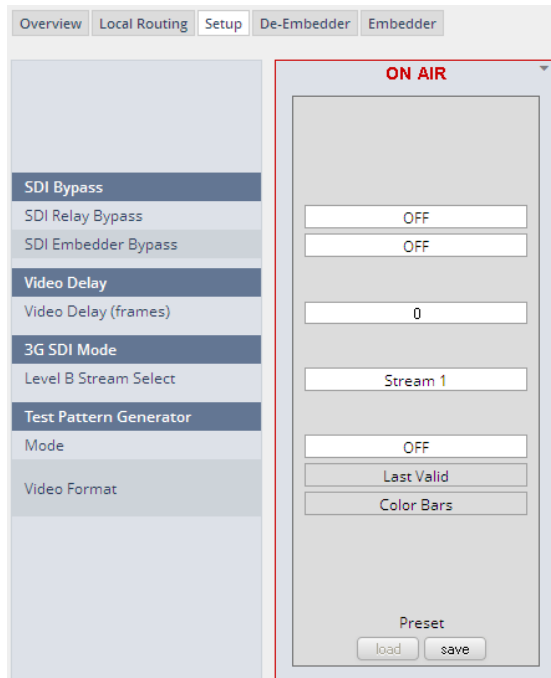 Overview Local Routing Setup De-Embedder Embedder
ON AIR
SDI Bypass
SDI Relay Bypass OFF
SDI Embedder Bypass OFF
Video Delay
Video Delay (frames) 0
3G SDI Mode
Level B Stream Select Stream 1
Test Pattern Generator
Mode OFF
Video Format Last Valid
Color Bars
Preset
load save